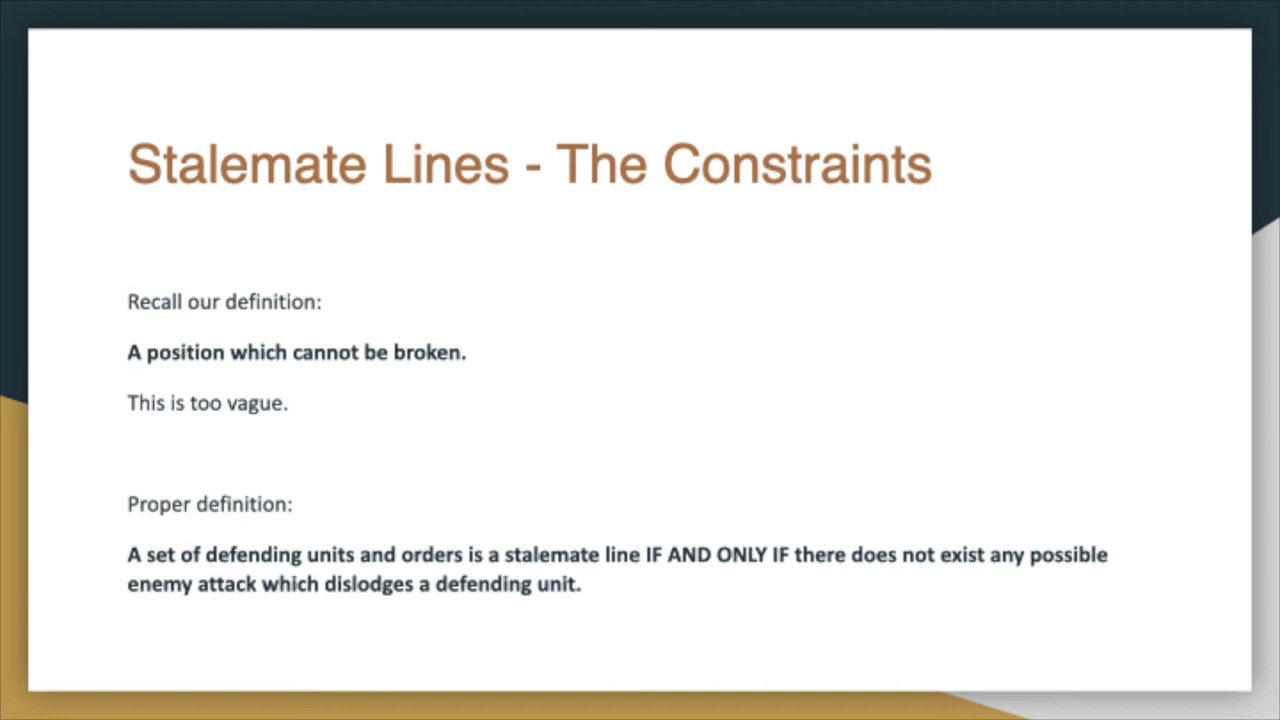 Stalemate Lines - The Constraints
Recall our definition:
A position which cannot be broken.
This is too vague.
Proper definition:
A set of defending units and orders is a stalemate line IF AND ONLY IF there does not exist any possible
enemy attack which dislodges a defending unit.